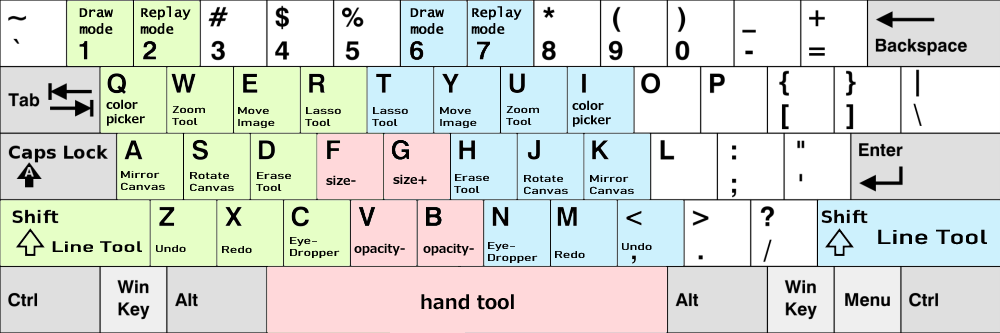 ~ ` Draw mode 1 Replay mode 2 # 3 $ 4 % 5 Draw mode 6 Replay mode 7 * 8 ( 9 ) 0 _ - + = Backspace
Tab Q color picker W Zoom Tool E Move Image R Lasso Tool T Lasso Tool Y Move Image U Zoom Tool I color picker O P { [ } ] | \
Caps Lock A A Mirror Canvas S Rotate Canvas D Erase Tool F size- G size+ H Erase Tool J Rotate Canvas K Mirror Canvas L : ; " ' Enter
Shift Line Tool Z Undo X Redo C Eye-Dropper V opacity- B opacity- N Eye-Dropper M Redo < Undo , > . ? / Shift Line Tool
Ctrl Win Key Alt hand tool Alt Win Key Menu Ctrl